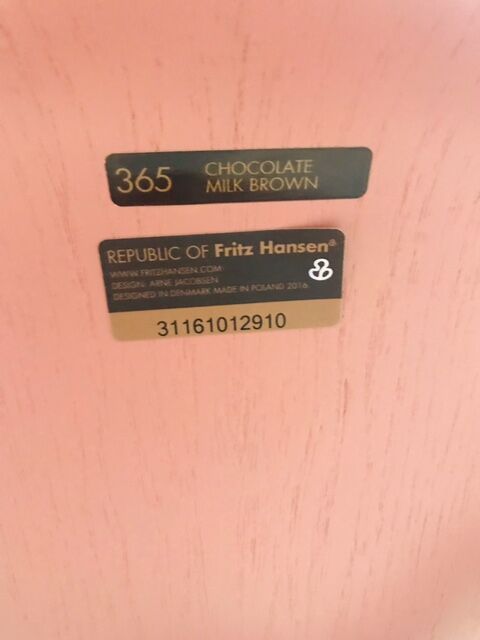 365 CHOCOLATE
MILK BROWN
REPUBLIC OF Fritz Hansen®
WWW.FRITZHANSEN.COM
DESIGN: ARNE JACOBSEN
DESIGNED IN DENMARK MADE IN POLAND 2016
31161012910